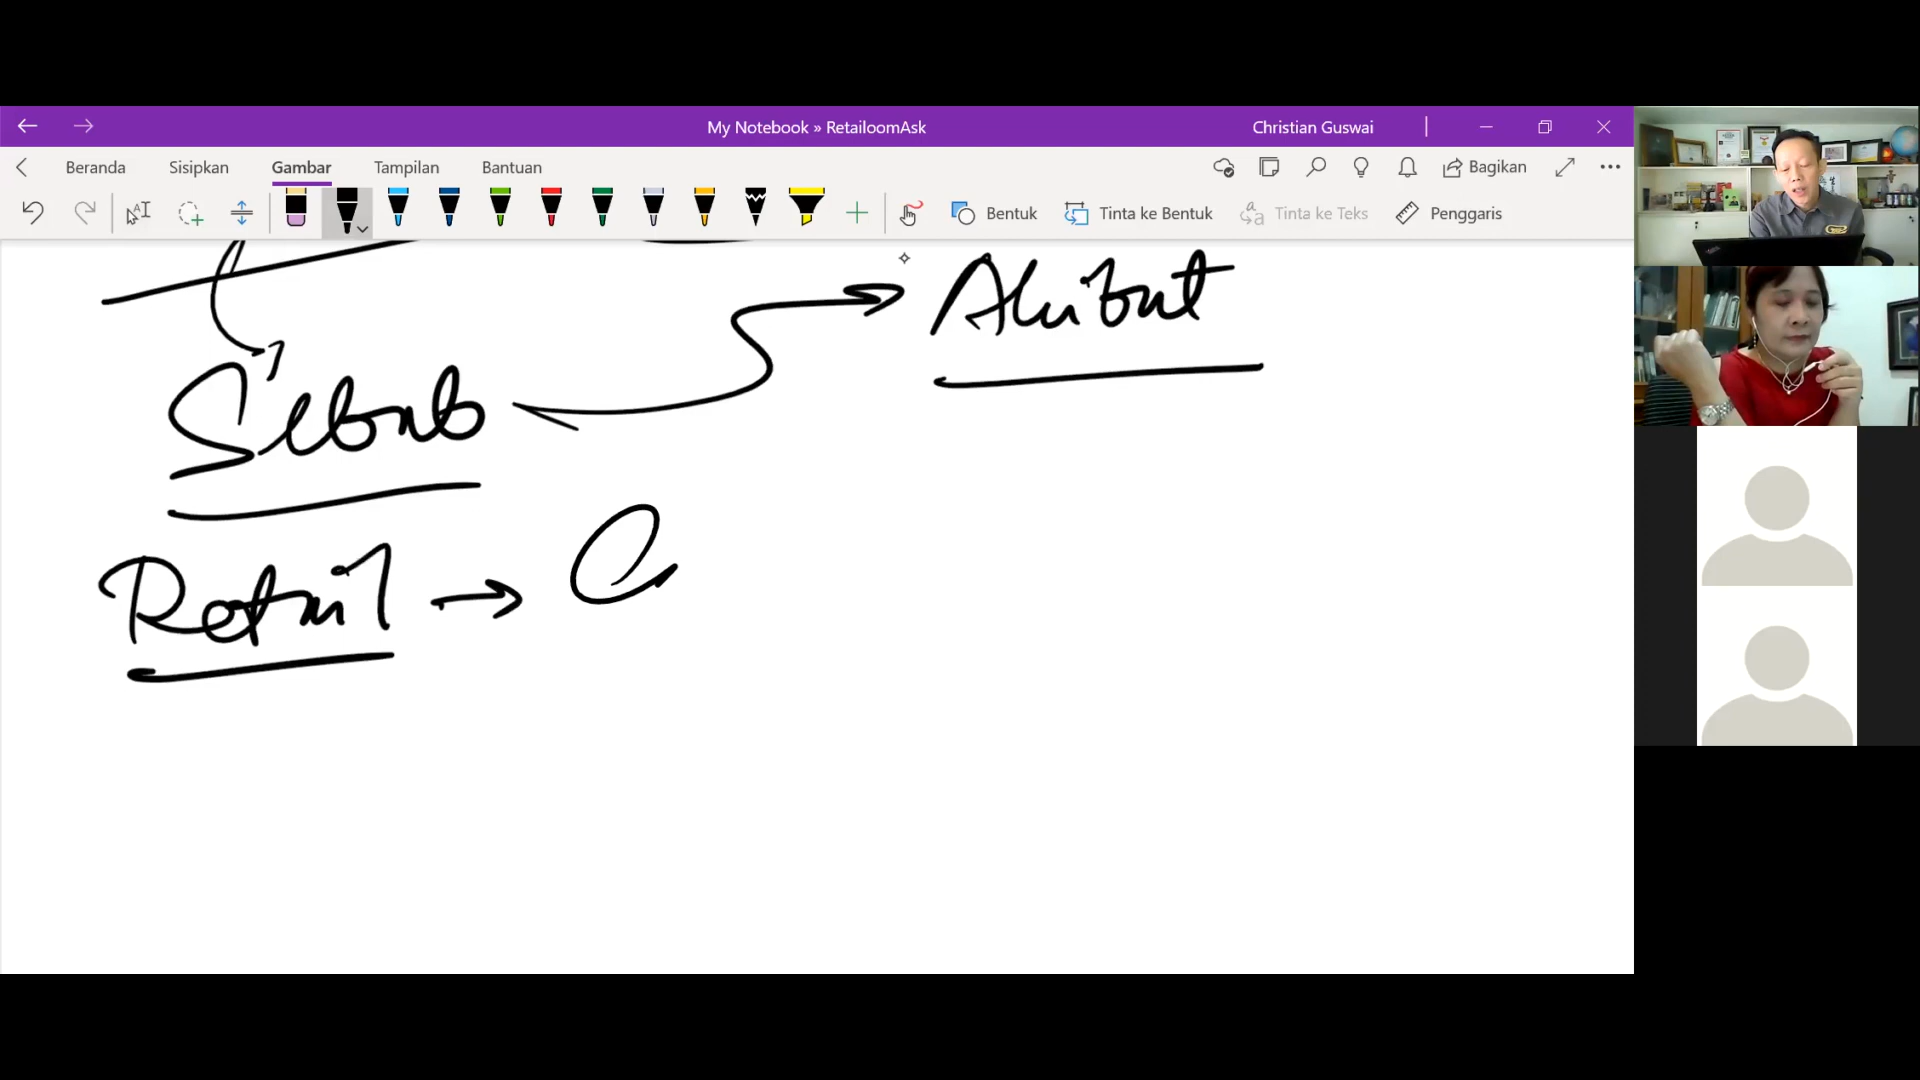 My Notebook » RetailoomAsk
Christian Guswai
Beranda Sisipkan Gambar Tampilan Bantuan
Bagikan
Bentuk Tinta ke Bentuk Tinta ke Teks Penggaris
Akibat
Sebab
Retail → C